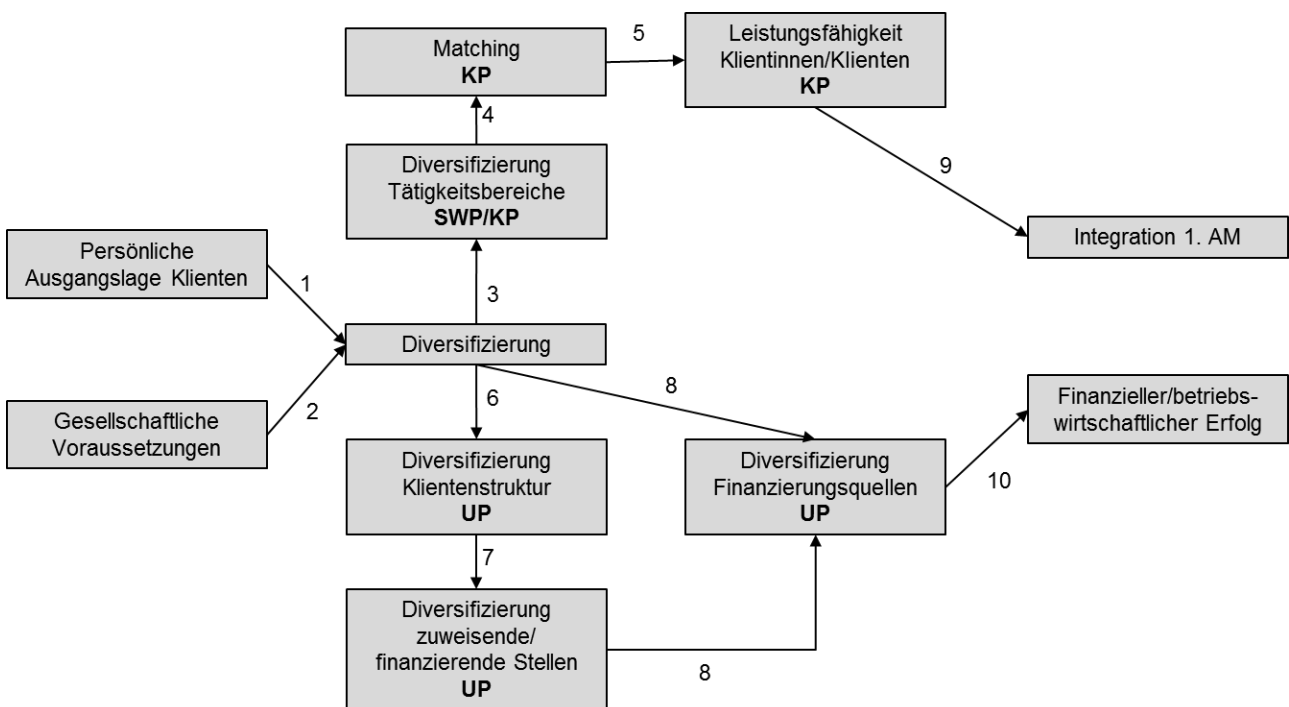 Matching
KP
5
Leistungsfähigkeit
Klientinnen/Klienten
KP
4
Diversifizierung
Tätigkeitsbereiche
SWP/KP
9
Integration 1. AM
Persönliche
Ausgangslage Klienten
1
3
Diversifizierung
Gesellschaftliche
Voraussetzungen
2
6
8
Finanzieller/betriebs-
wirtschaftlicher Erfolg
Diversifizierung
Klientenstruktur
UP
Diversifizierung
Finanzierungsquellen
UP
10
7
Diversifizierung
zuweisende/
finanzierende Stellen
UP
8